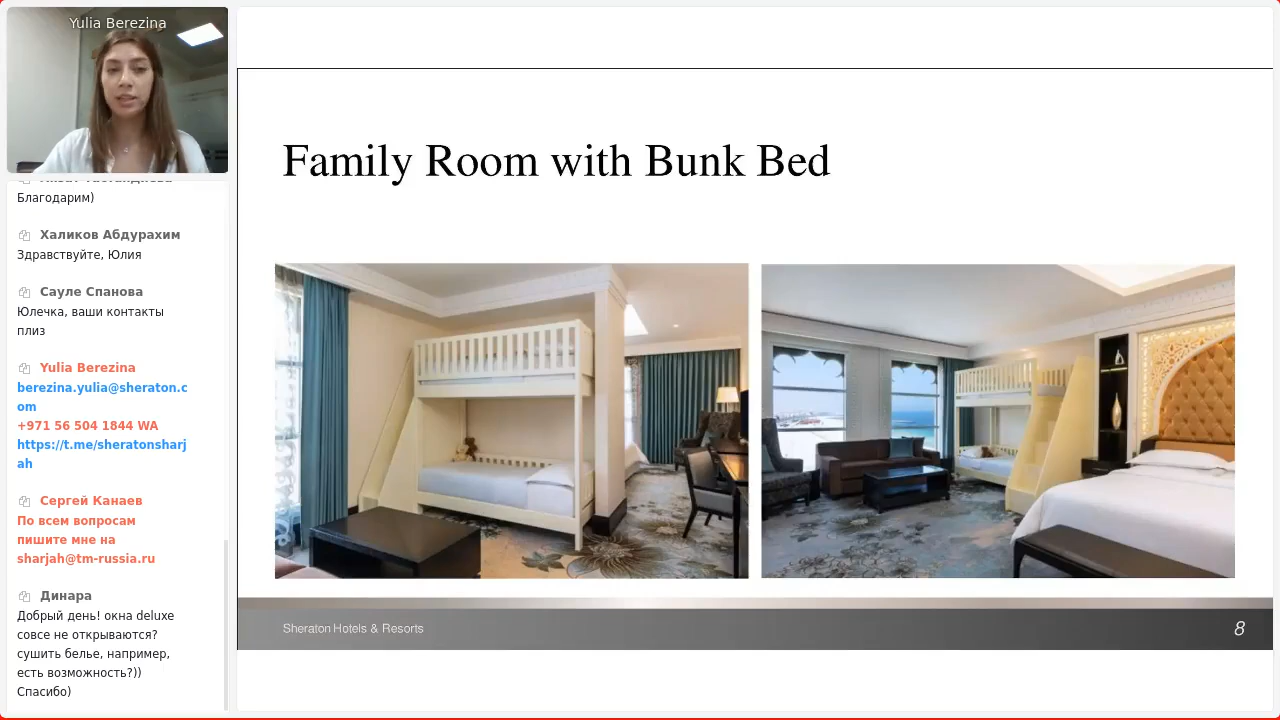 Yulia Berezina
Благодарим)
Халиков Абдурахим
Здравствуйте, Юлия
Сауле Спанова
Юлечка, ваши контакты
плиз
Yulia Berezina
berezina.yulia@sheraton.c
om
+971 56 504 1844 WA
https://t.me/sheratonsharj
ah
Сергей Канаев
По всем вопросам
пишите мне на
sharjah@tm-russia.ru
Динара
Добрый день! окна deluxe
совсе не открываются?
сушить белье, например,
есть возможность?))
Спасибо)
Family Room with Bunk Bed
Sheraton Hotels & Resorts
8